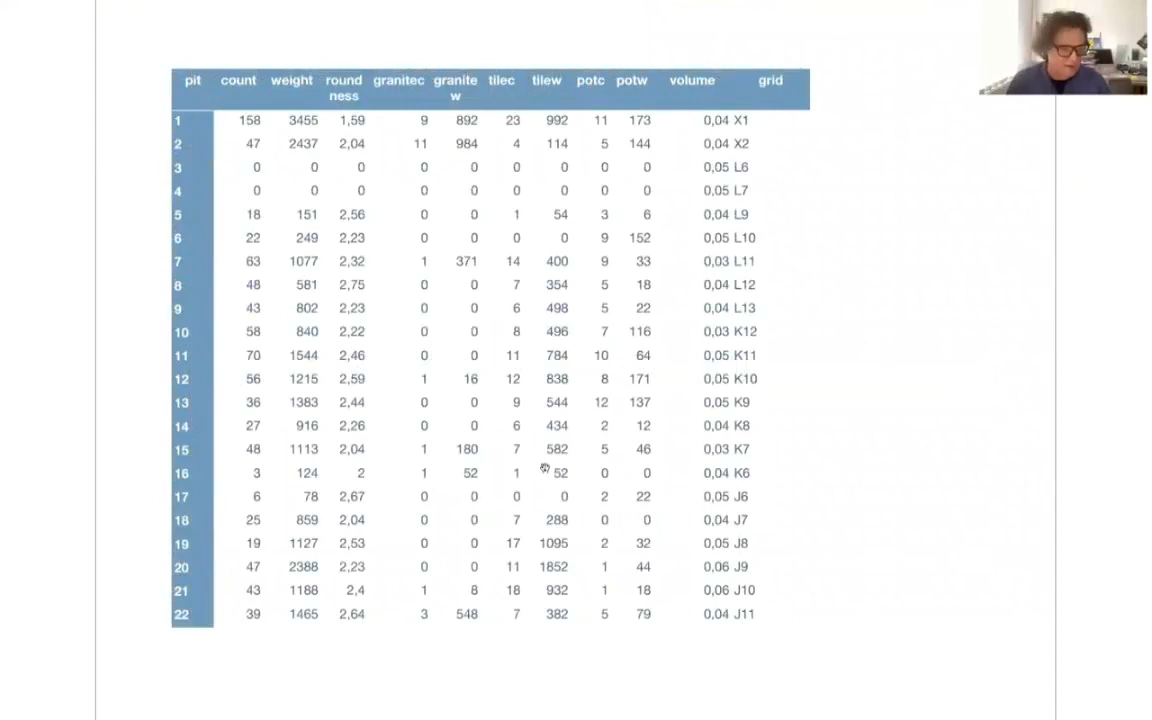 pit count weight round granitec granite tilec tilew potc potw volume grid
ness w
1 158 3455 1,59 9 892 23 992 11 173 0,04 X1
2 47 2437 2,04 11 984 4 114 5 144 0,04 X2
3 0 0 0 0 0 0 0 0 0 0,05 L6
4 0 0 0 0 0 0 0 0 0 0,05 L7
5 18 151 2,56 0 0 1 54 3 6 0,04 L9
6 22 249 2,23 0 0 0 0 9 152 0,05 L10
7 63 1077 2,32 1 371 14 400 9 33 0,03 L11
8 48 581 2,75 0 0 7 354 5 18 0,04 L12
9 43 802 2,23 0 0 6 498 5 22 0,04 L13
10 58 840 2,22 0 0 8 496 7 116 0,03 K12
11 70 1544 2,46 0 0 11 784 10 64 0,05 K11
12 56 1215 2,59 1 16 12 838 8 171 0,05 K10
13 36 1383 2,44 0 0 9 544 12 137 0,05 K9
14 27 916 2,26 0 0 6 434 2 12 0,04 K8
15 48 1113 2,04 1 180 7 582 5 46 0,03 K7
16 3 124 2 1 52 1 52 0 0 0,04 K6
17 6 78 2,67 0 0 0 0 2 22 0,05 J6
18 25 859 2,04 0 0 7 288 0 0 0,04 J7
19 19 1127 2,53 0 0 17 1095 2 32 0,05 J8
20 47 2388 2,23 0 0 11 1852 1 44 0,06 J9
21 43 1188 2,4 1 8 18 932 1 18 0,06 J10
22 39 1465 2,64 3 548 7 382 5 79 0,04 J11